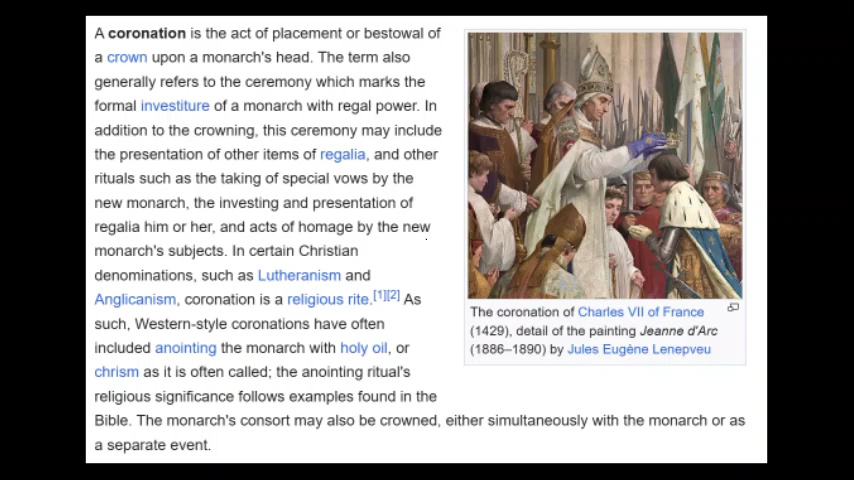 A coronation is the act of placement or bestowal of
a crown upon a monarch's head. The term also
generally refers to the ceremony which marks the
formal investiture of a monarch with regal power. In
addition to the crowning, this ceremony may include
the presentation of other items of regalia, and other
rituals such as the taking of special vows by the
new monarch, the investing and presentation of
regalia him or her, and acts of homage by the new
monarch's subjects. In certain Christian
denominations, such as Lutheranism and
Anglicanism, coronation is a religious rite.[1][2] As
such, Western-style coronations have often
included anointing the monarch with holy oil, or
chrism as it is often called; the anointing ritual's
religious significance follows examples found in the
Bible. The monarch's consort may also be crowned, either simultaneously with the monarch or as
a separate event.
The coronation of Charles VII of France
(1429), detail of the painting Jeanne d'Arc
(1886–1890) by Jules Eugène Lenepveu